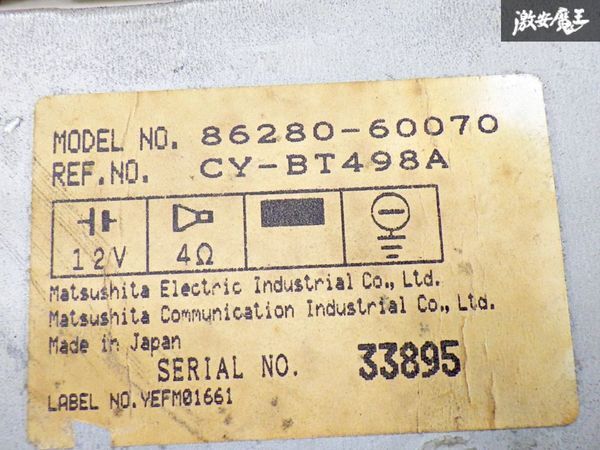 激安魔王
MODEL NO. 86280-60070
REF.NO. CY-BT498A
12V 4Ω
Matsushita Electric Industrial Co., Ltd.
Matsushita Communication Industrial Co., Ltd.
Made in Japan
SERIAL NO. 33895
LABEL NO.YEFM01661